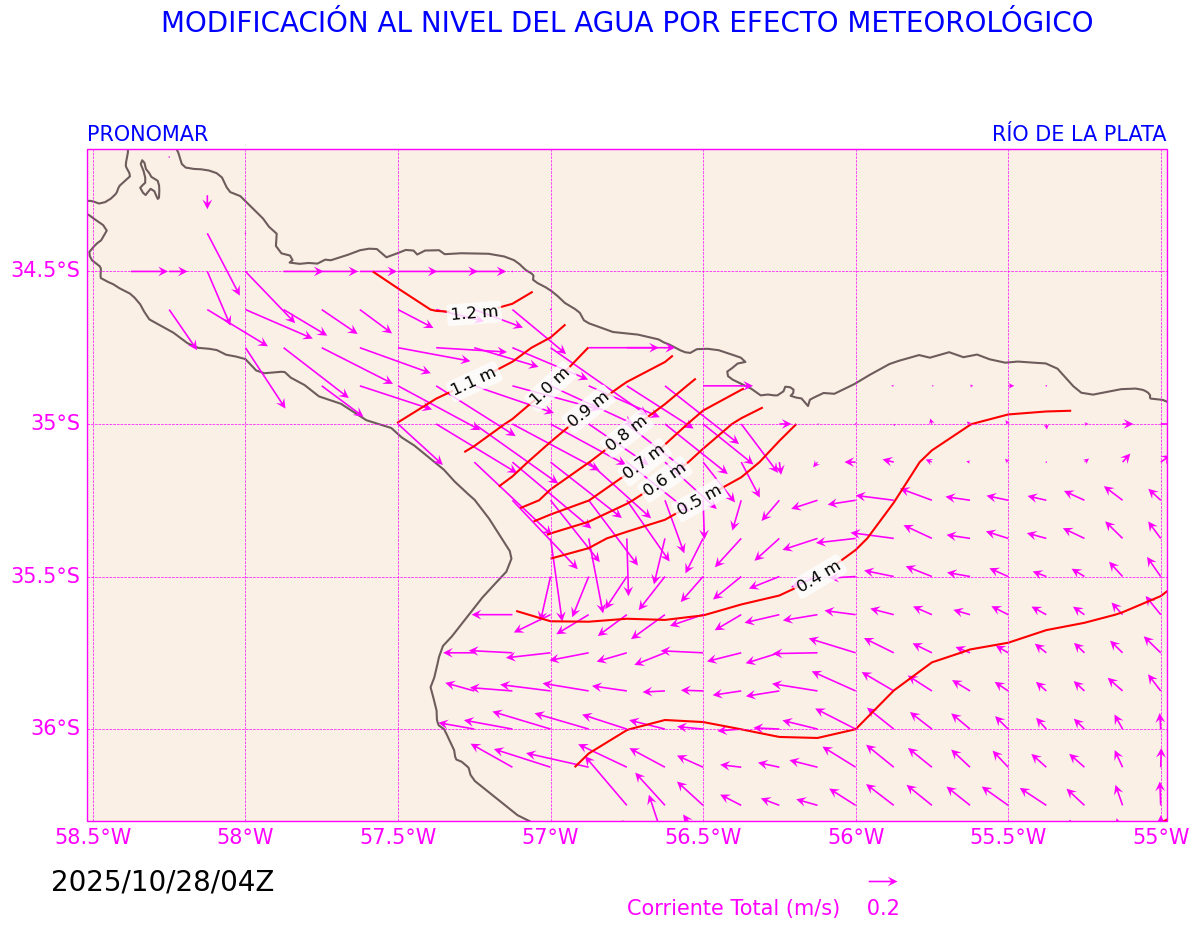 MODIFICACIÓN AL NIVEL DEL AGUA POR EFECTO METEOROLÓGICO
PRONOMAR
RÍO DE LA PLATA
34.5°S
35°S
35.5°S
36°S
1.2 m
1.1 m
1.0 m
0.9 m
0.8 m
0.7 m
0.6 m
0.5 m
0.4 m
58.5°W
58°W
57.5°W
57°W
56.5°W
56°W
55.5°W
55°W
2025/10/28/04Z
Corriente Total (m/s)
0.2